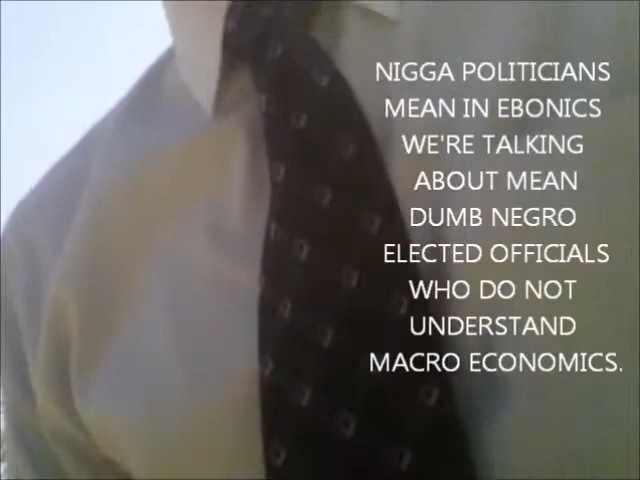 NIGGA POLITICIANS
MEAN IN EBONICS
WE'RE TALKING
ABOUT MEAN
DUMB NEGRO
ELECTED OFFICIALS
WHO DO NOT
UNDERSTAND
MACRO ECONOMICS.